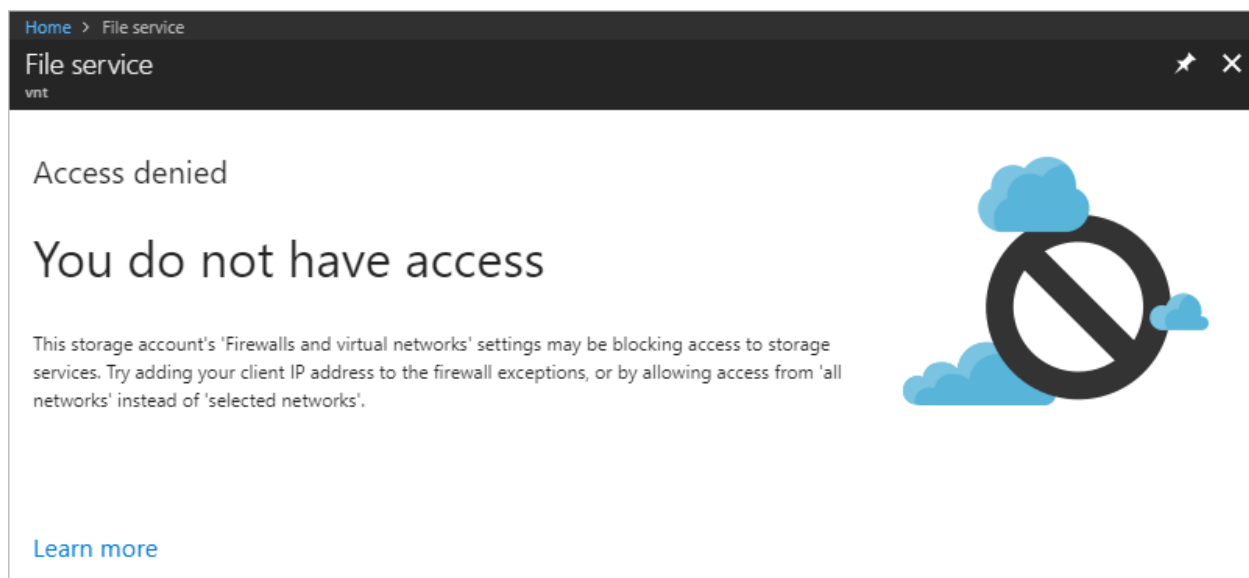 Home > File service
File service
vnt
Access denied
You do not have access
This storage account's 'Firewalls and virtual networks' settings may be blocking access to storage
services. Try adding your client IP address to the firewall exceptions, or by allowing access from 'all
networks' instead of 'selected networks'.
Learn more